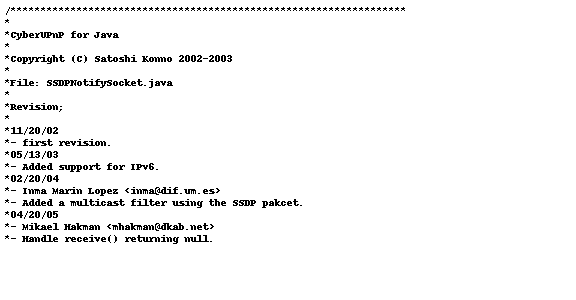 /******************************************************************
*
*CyberUPnP for Java
*
*Copyright (C) Satoshi Konno 2002-2003
*
*File: SSDPNotifySocket.java
*
*Revision;
*
*11/20/02
*- first revision.
*05/13/03
*- Added support for IPv6.
*02/20/04
*- Inma Marin Lopez <inma@dif.um.es>
*- Added a multicast filter using the SSDP pakcet.
*04/20/05
*- Mikael Hakman <mhakman@dkab.net>
*- Handle receive() returning null.